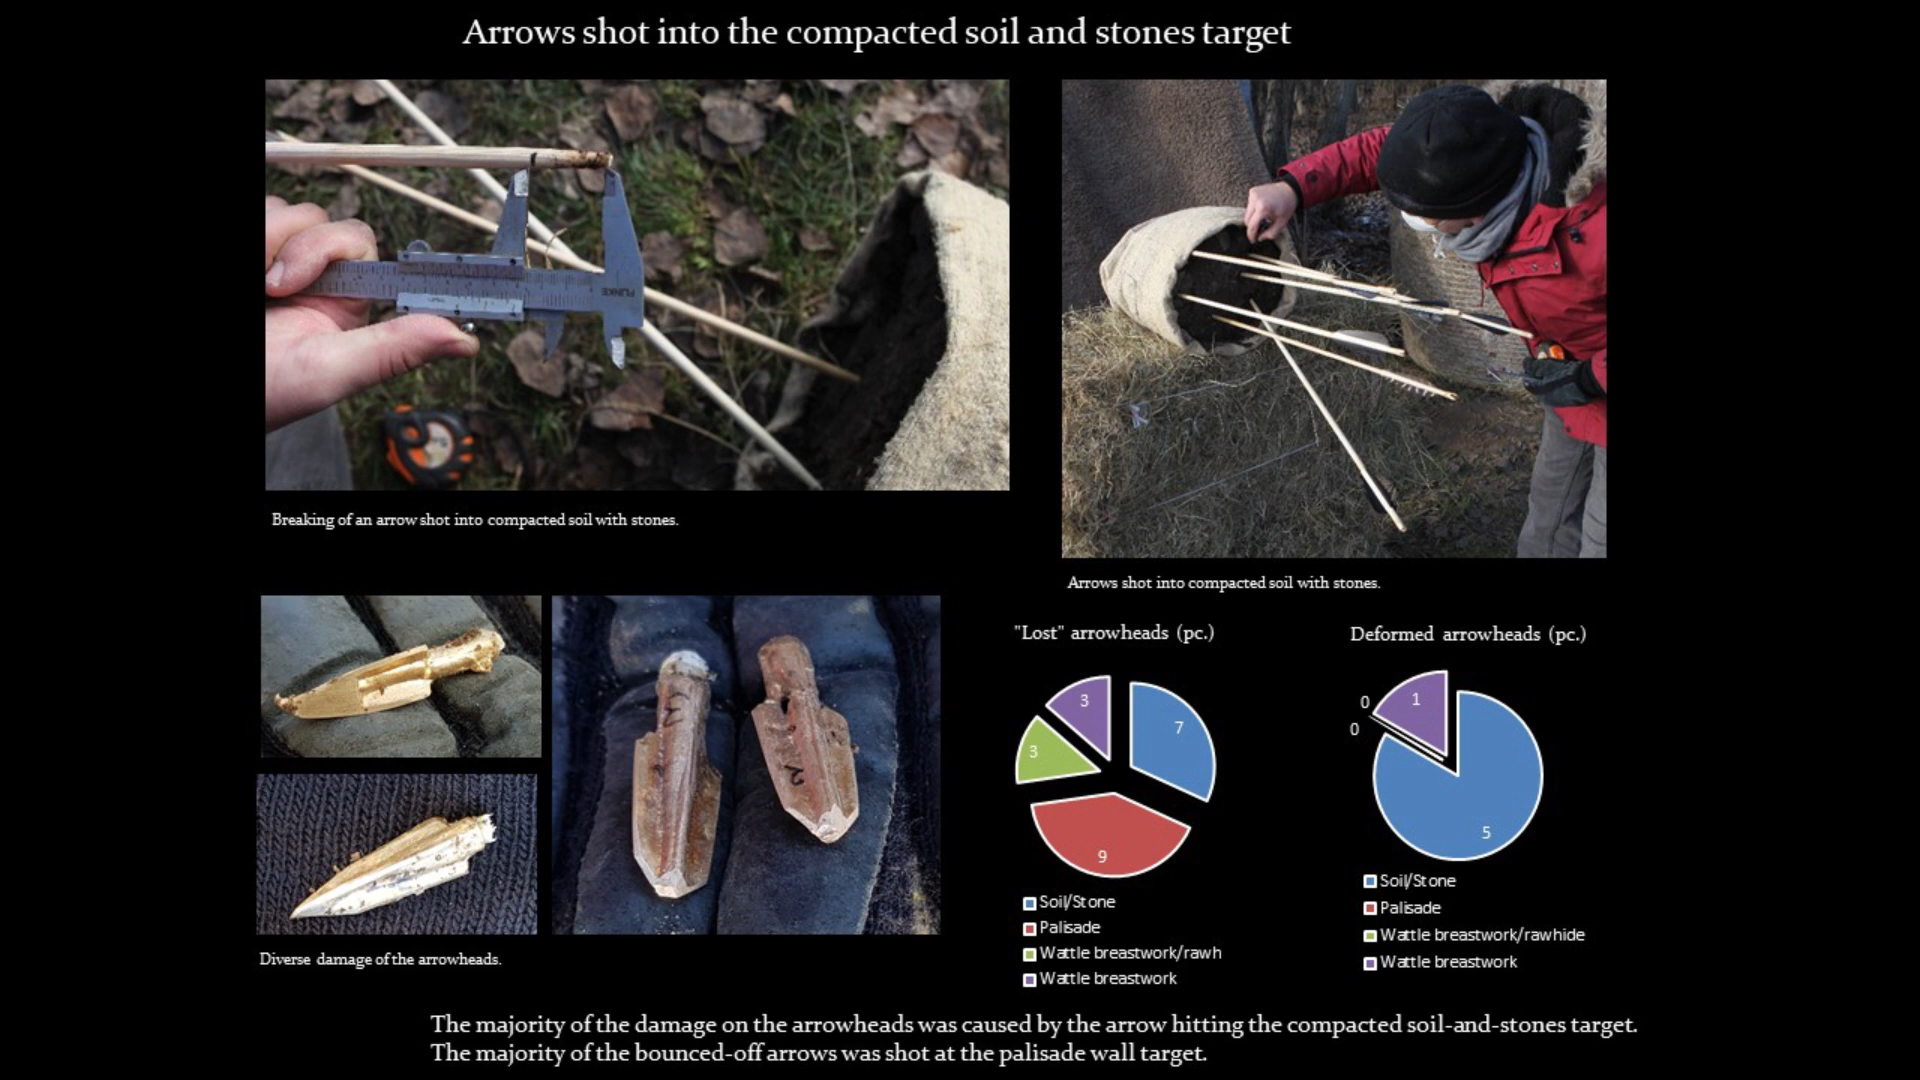 Arrows shot into the compacted soil and stones target
Breaking of an arrow shot into compacted soil with stones.
Arrows shot into compacted soil with stones.
"Lost" arrowheads (pc.)
3
7
3
9
Soil/Stone
Palisade
Wattle breastwork/rawh
Wattle breastwork
Deformed arrowheads (pc.)
0
1
0
5
Soil/Stone
Palisade
Wattle breastwork/rawhide
Wattle breastwork
Diverse damage of the arrowheads.
The majority of the damage on the arrowheads was caused by the arrow hitting the compacted soil-and-stones target.
The majority of the bounced-off arrows was shot at the palisade wall target.